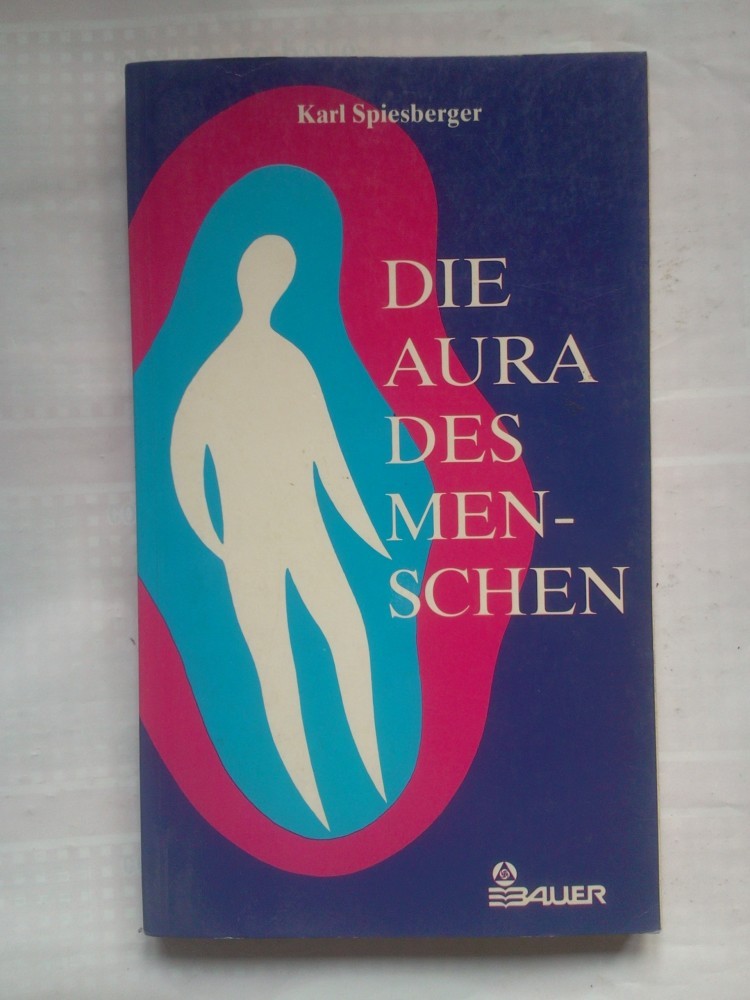 Karl Spiesberger
DIE
AURA
DES
MEN-
SCHEN
BAUER